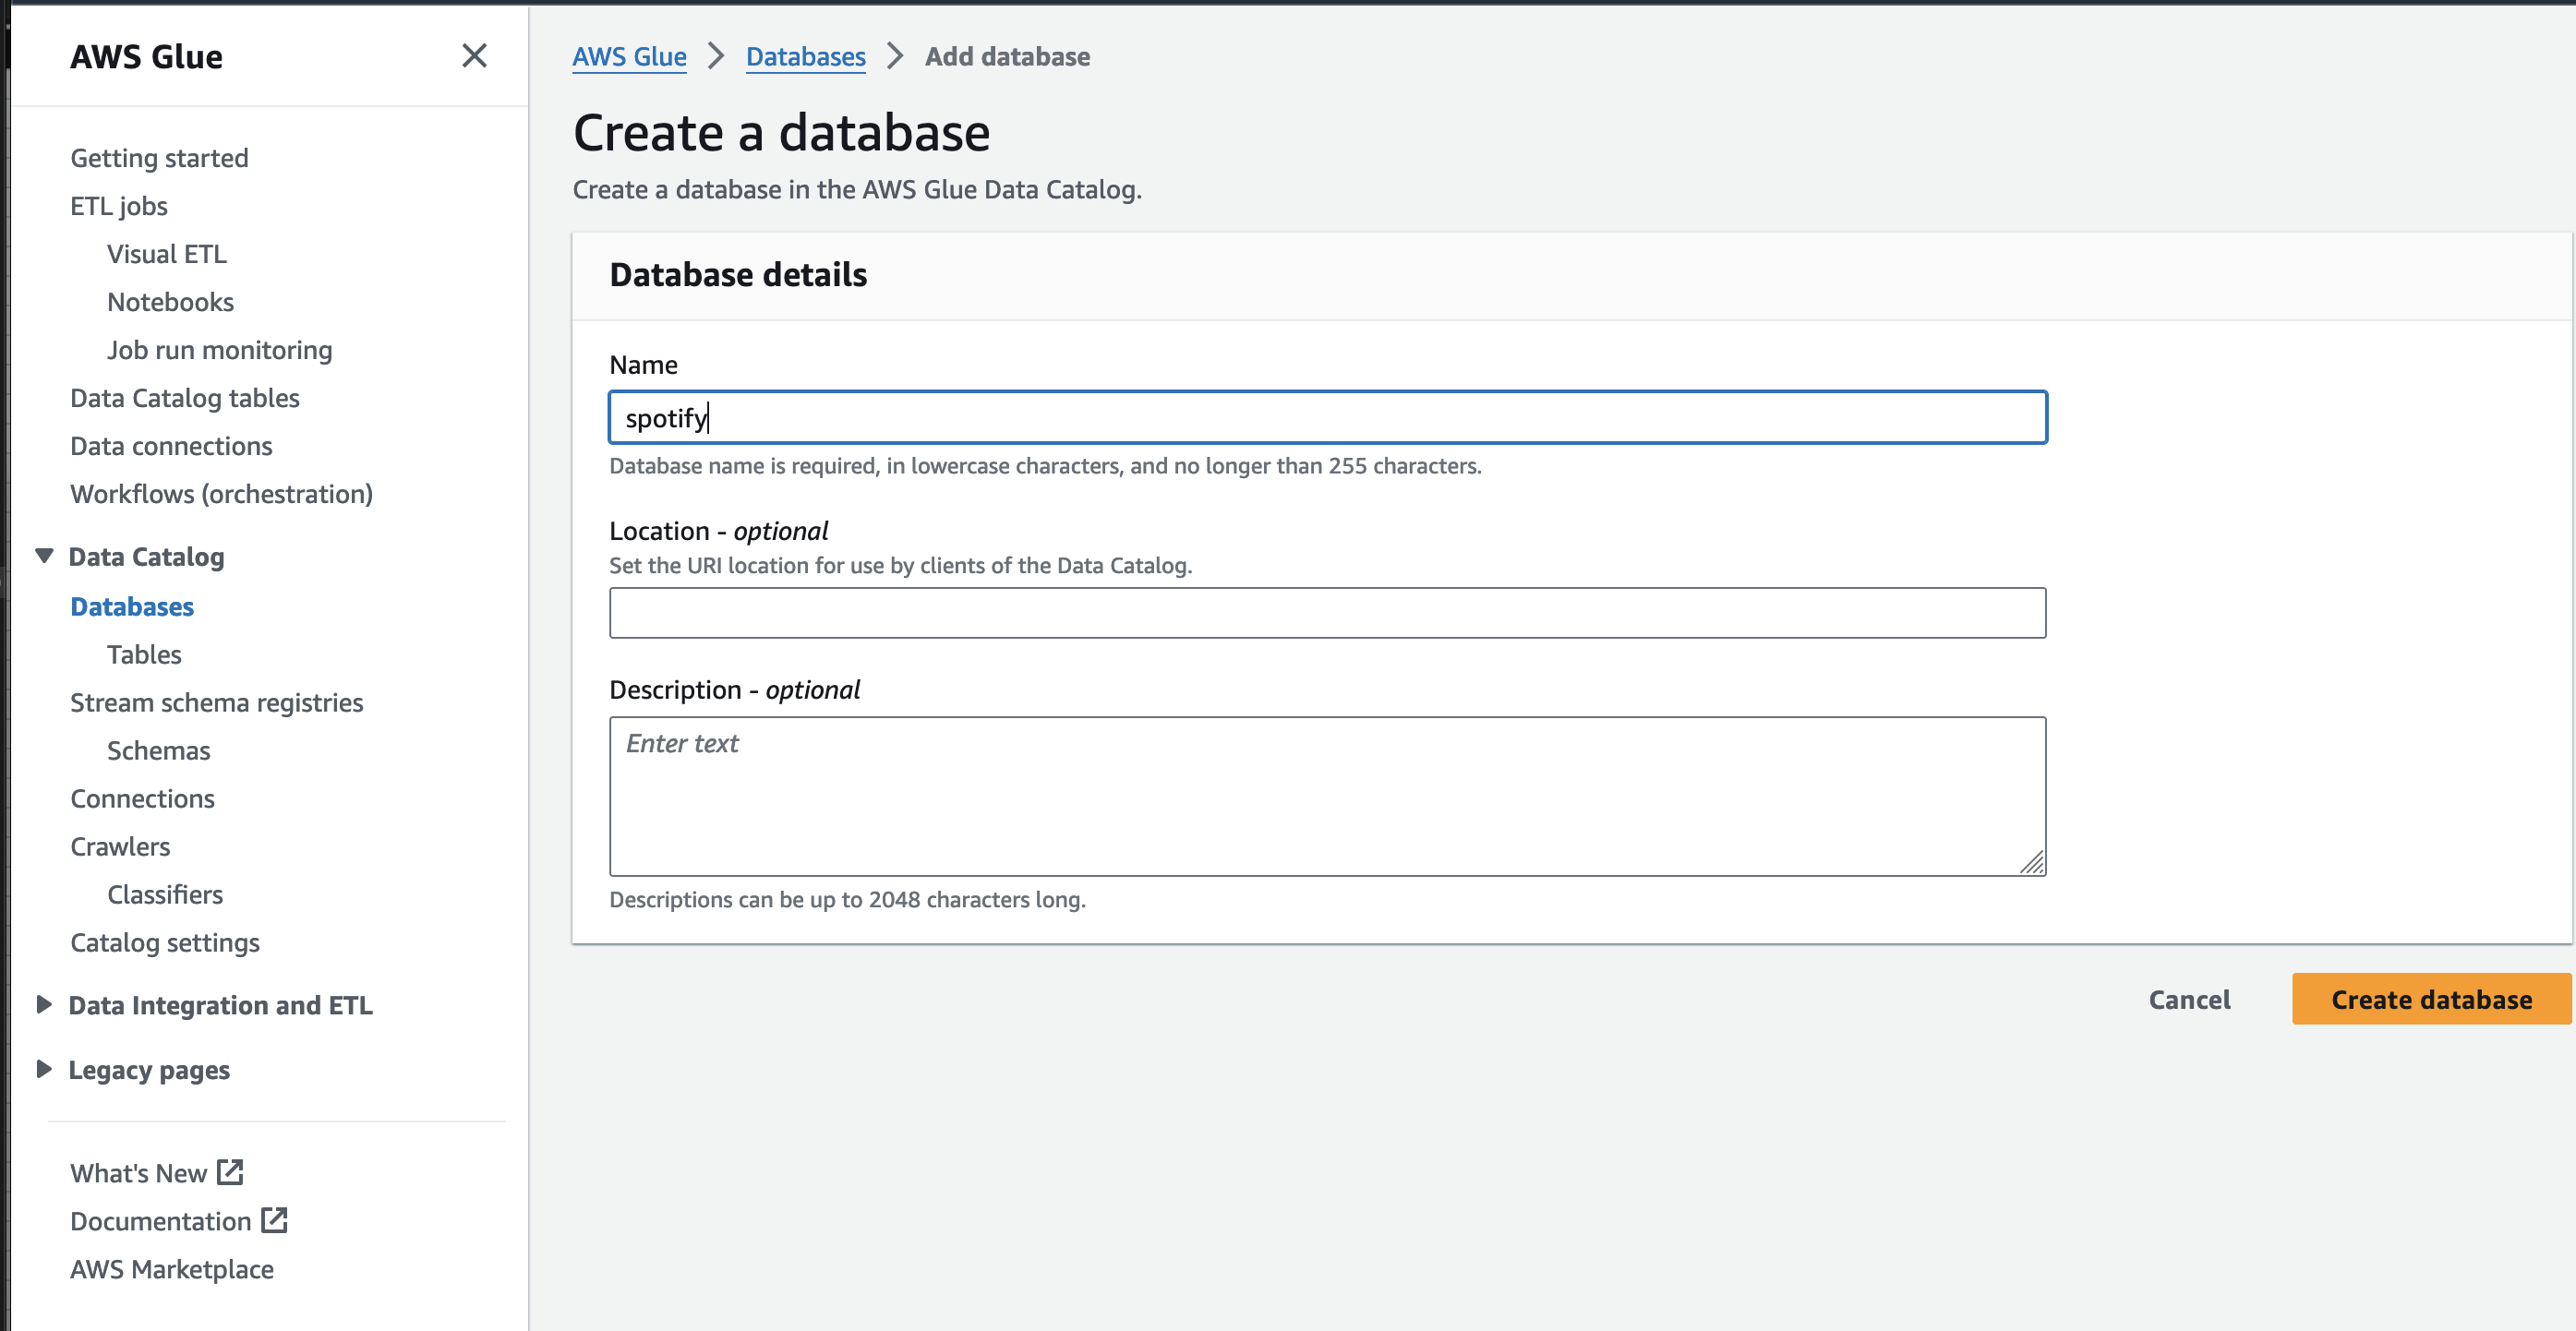 AWS Glue
Getting started
ETL jobs
Visual ETL
Notebooks
Job run monitoring
Data Catalog tables
Data connections
Workflows (orchestration)
Data Catalog
Databases
Tables
Stream schema registries
Schemas
Connections
Crawlers
Classifiers
Catalog settings
Data Integration and ETL
Legacy pages
What's New
Documentation
AWS Marketplace
AWS Glue > Databases > Add database
Create a database
Create a database in the AWS Glue Data Catalog.
Database details
Name
spotify
Database name is required, in lowercase characters, and no longer than 255 characters.
Location - optional
Set the URI location for use by clients of the Data Catalog.
Description - optional
Enter text
Descriptions can be up to 2048 characters long.
Cancel
Create database